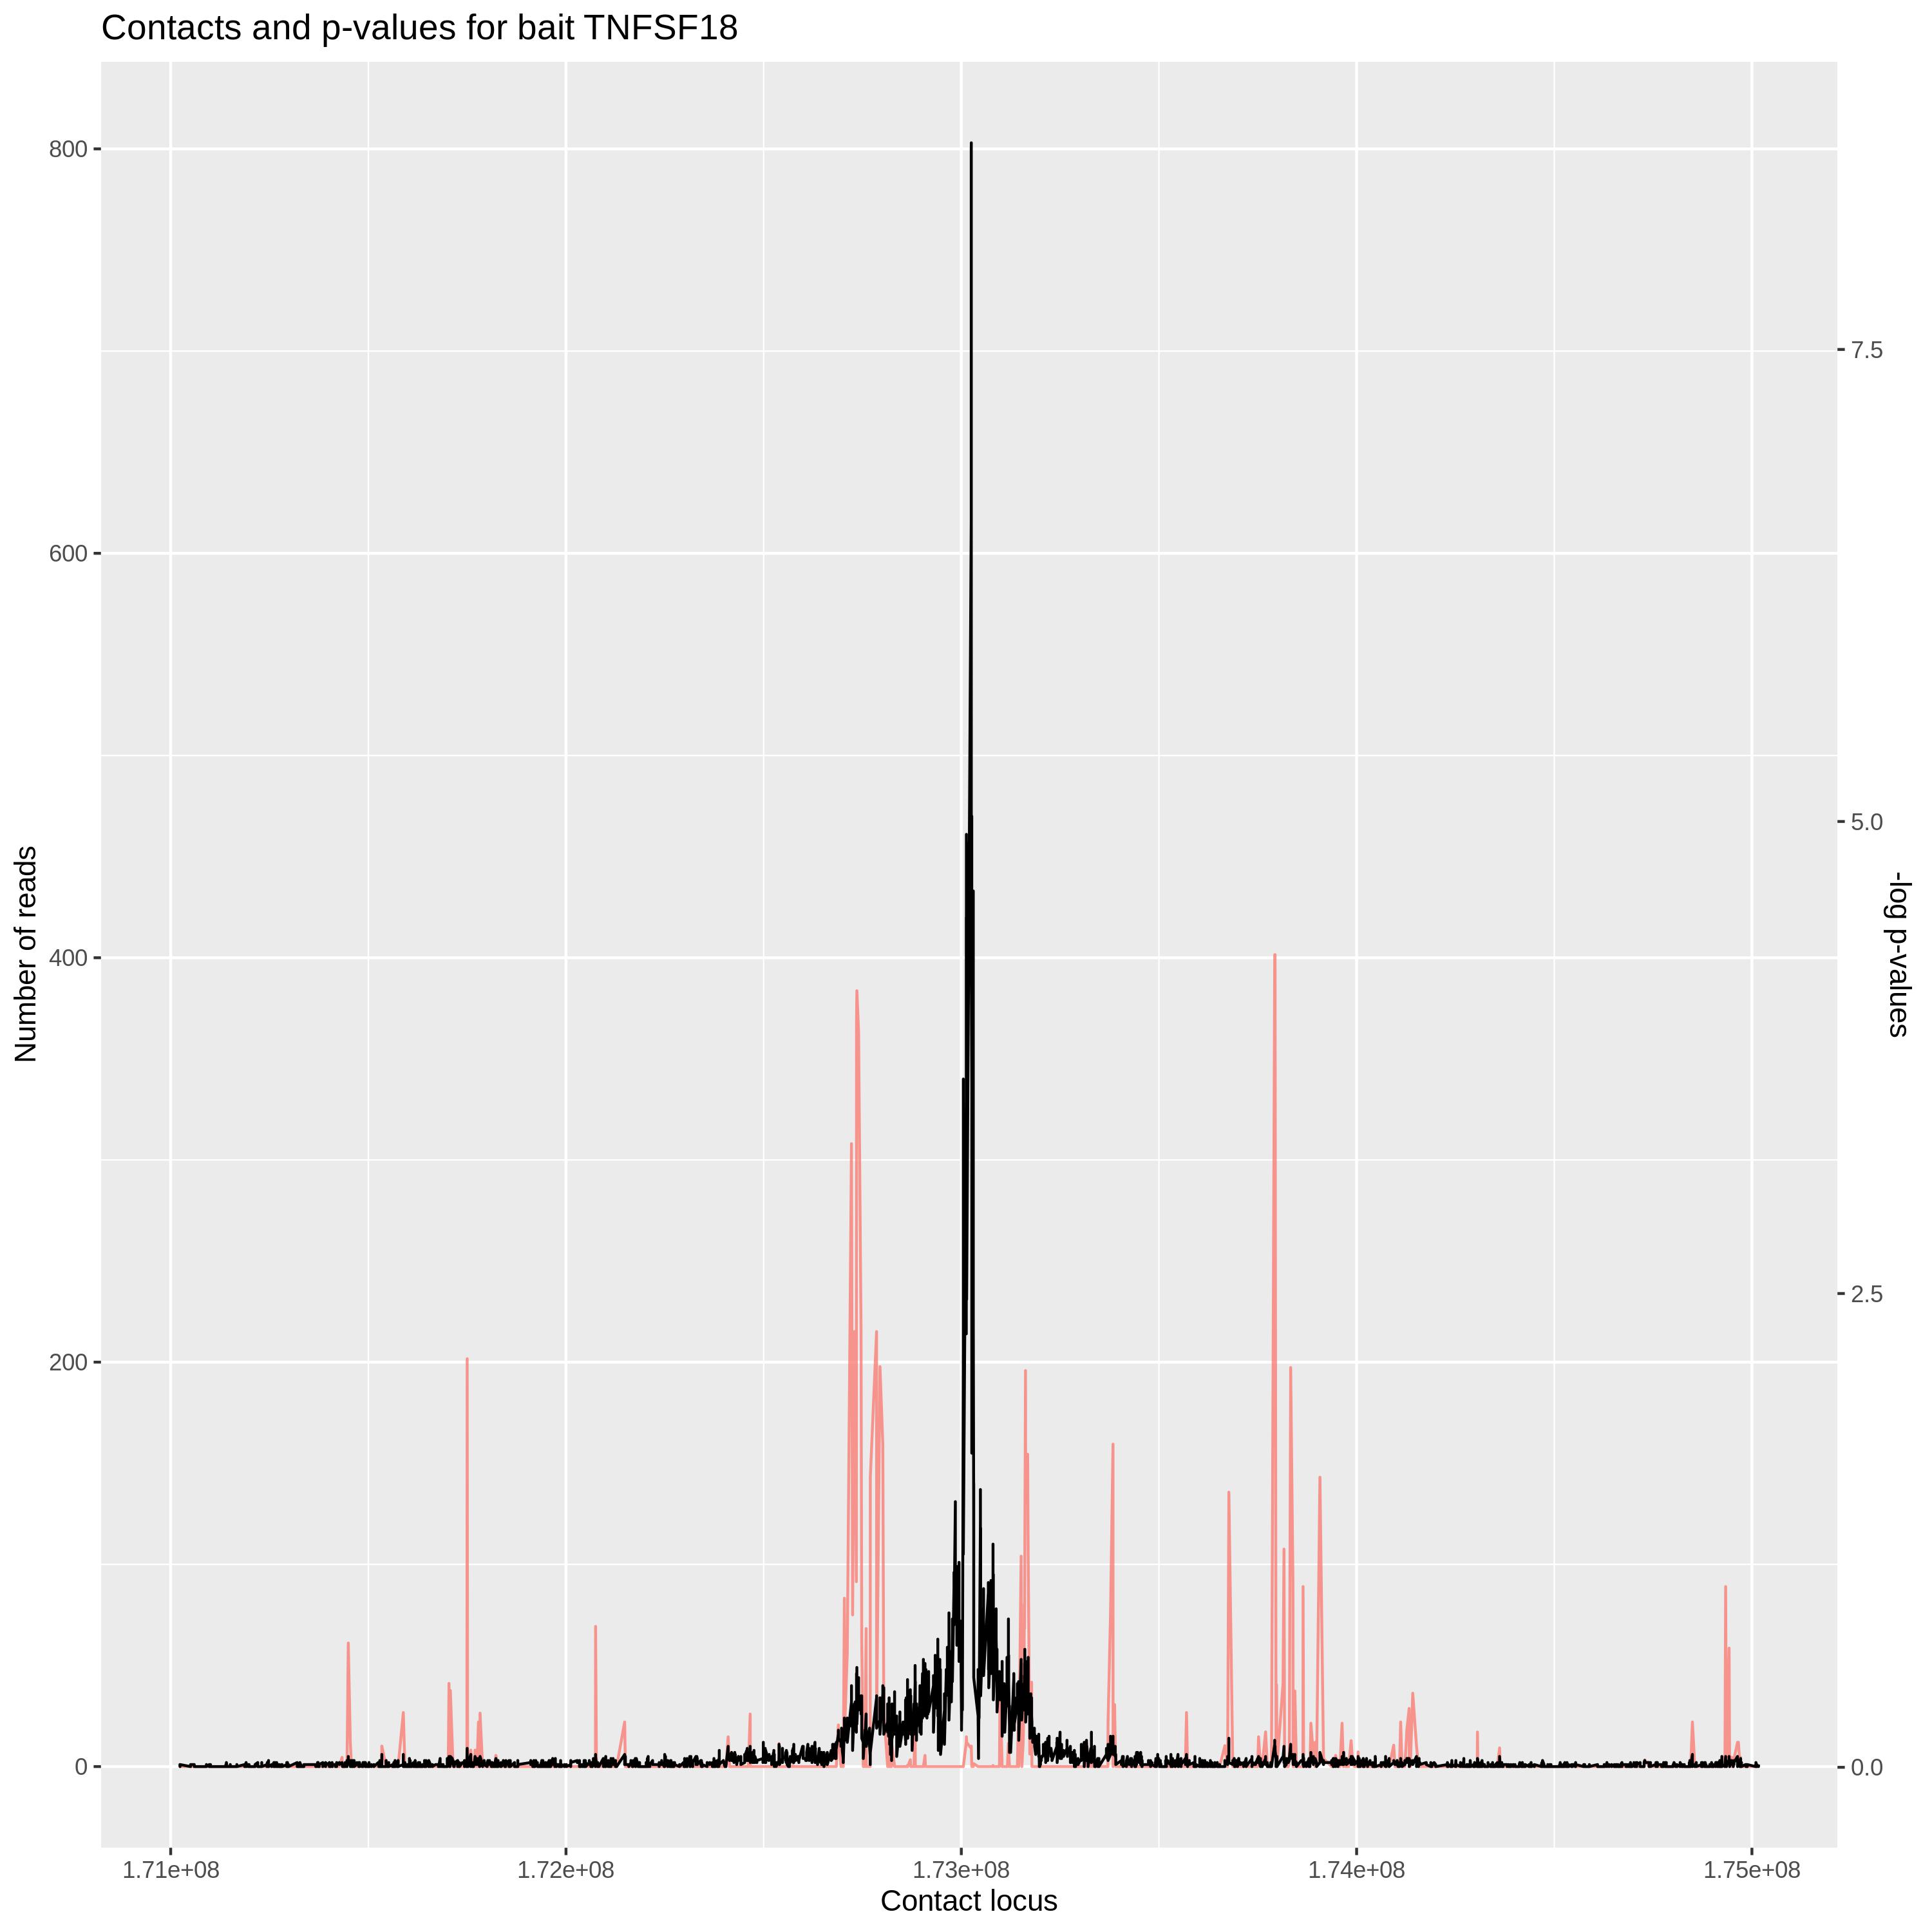 Contacts and p-values for bait TNFSF18
800
600
400
200
0
Number of reads
7.5
5.0
2.5
0.0
-log p-values
1.71e+08
1.72e+08
1.73e+08
1.74e+08
1.75e+08
Contact locus